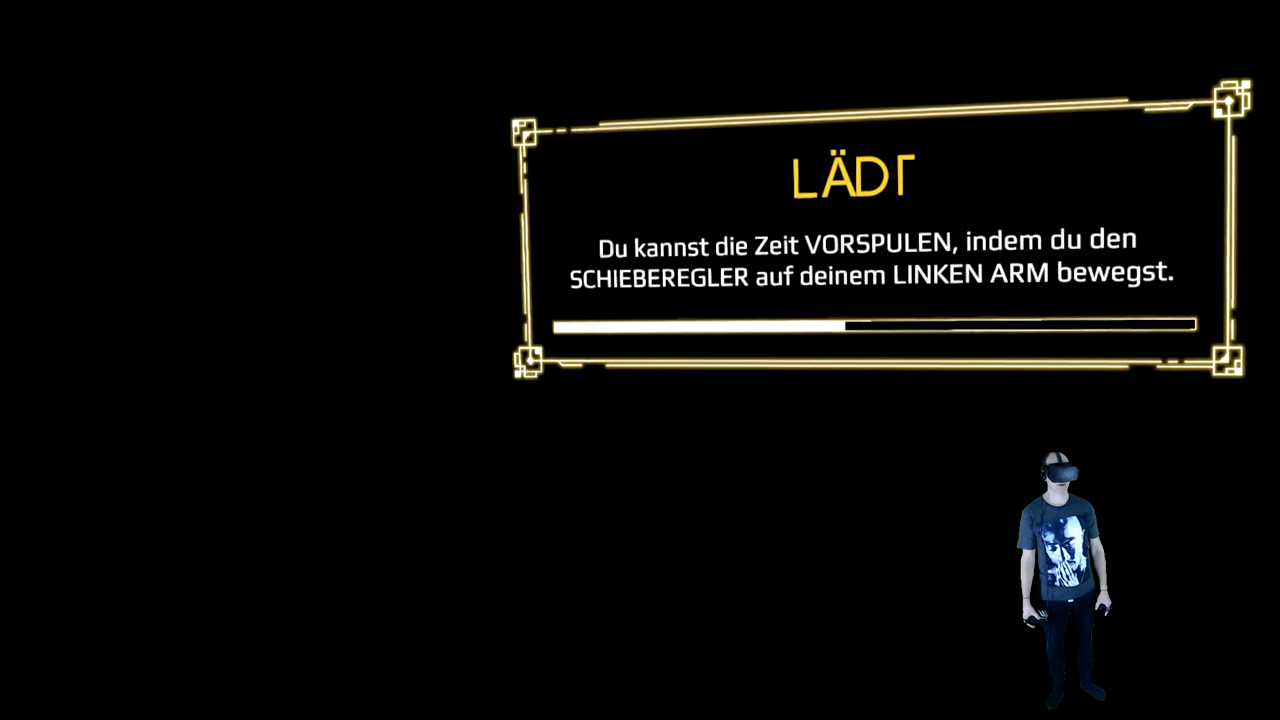 LÄDT
Du kannst die Zeit VORSPULEN, indem du den
SCHIEBEREGLER auf deinem LINKEN ARM bewegst.